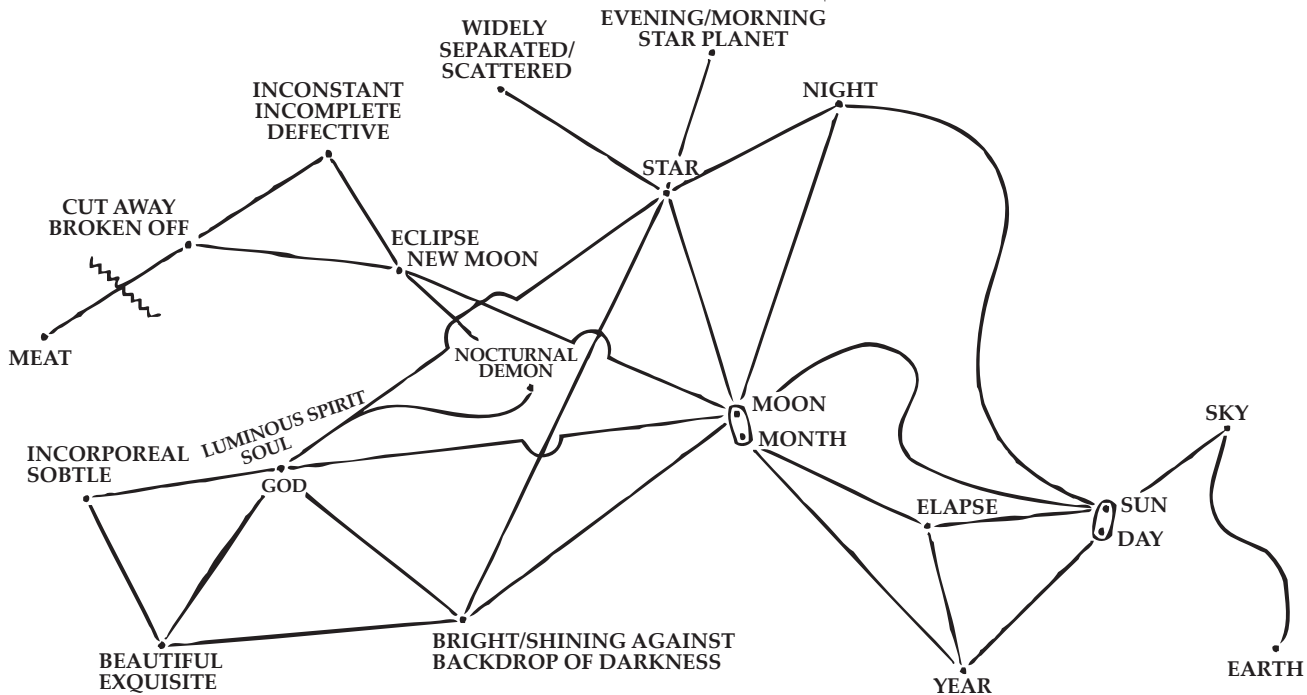 EVENING/MORNING
STAR PLANET
WIDELY
SEPARATED/
SCATTERED
NIGHT
INCONSTANT
INCOMPLETE
DEFECTIVE
STAR
CUT AWAY
BROKEN OFF
ECLIPSE
NEW MOON
MEAT
NOCTURNAL
DEMON
MOON
MONTH
SKY
LUMINOUS SPIRIT
SOUL
GOD
INCORPOREAL
SOBTLE
ELAPSE
SUN
DAY
BEAUTIFUL
EXQUISITE
BRIGHT/SHINING AGAINST
BACKDROP OF DARKNESS
YEAR
EARTH